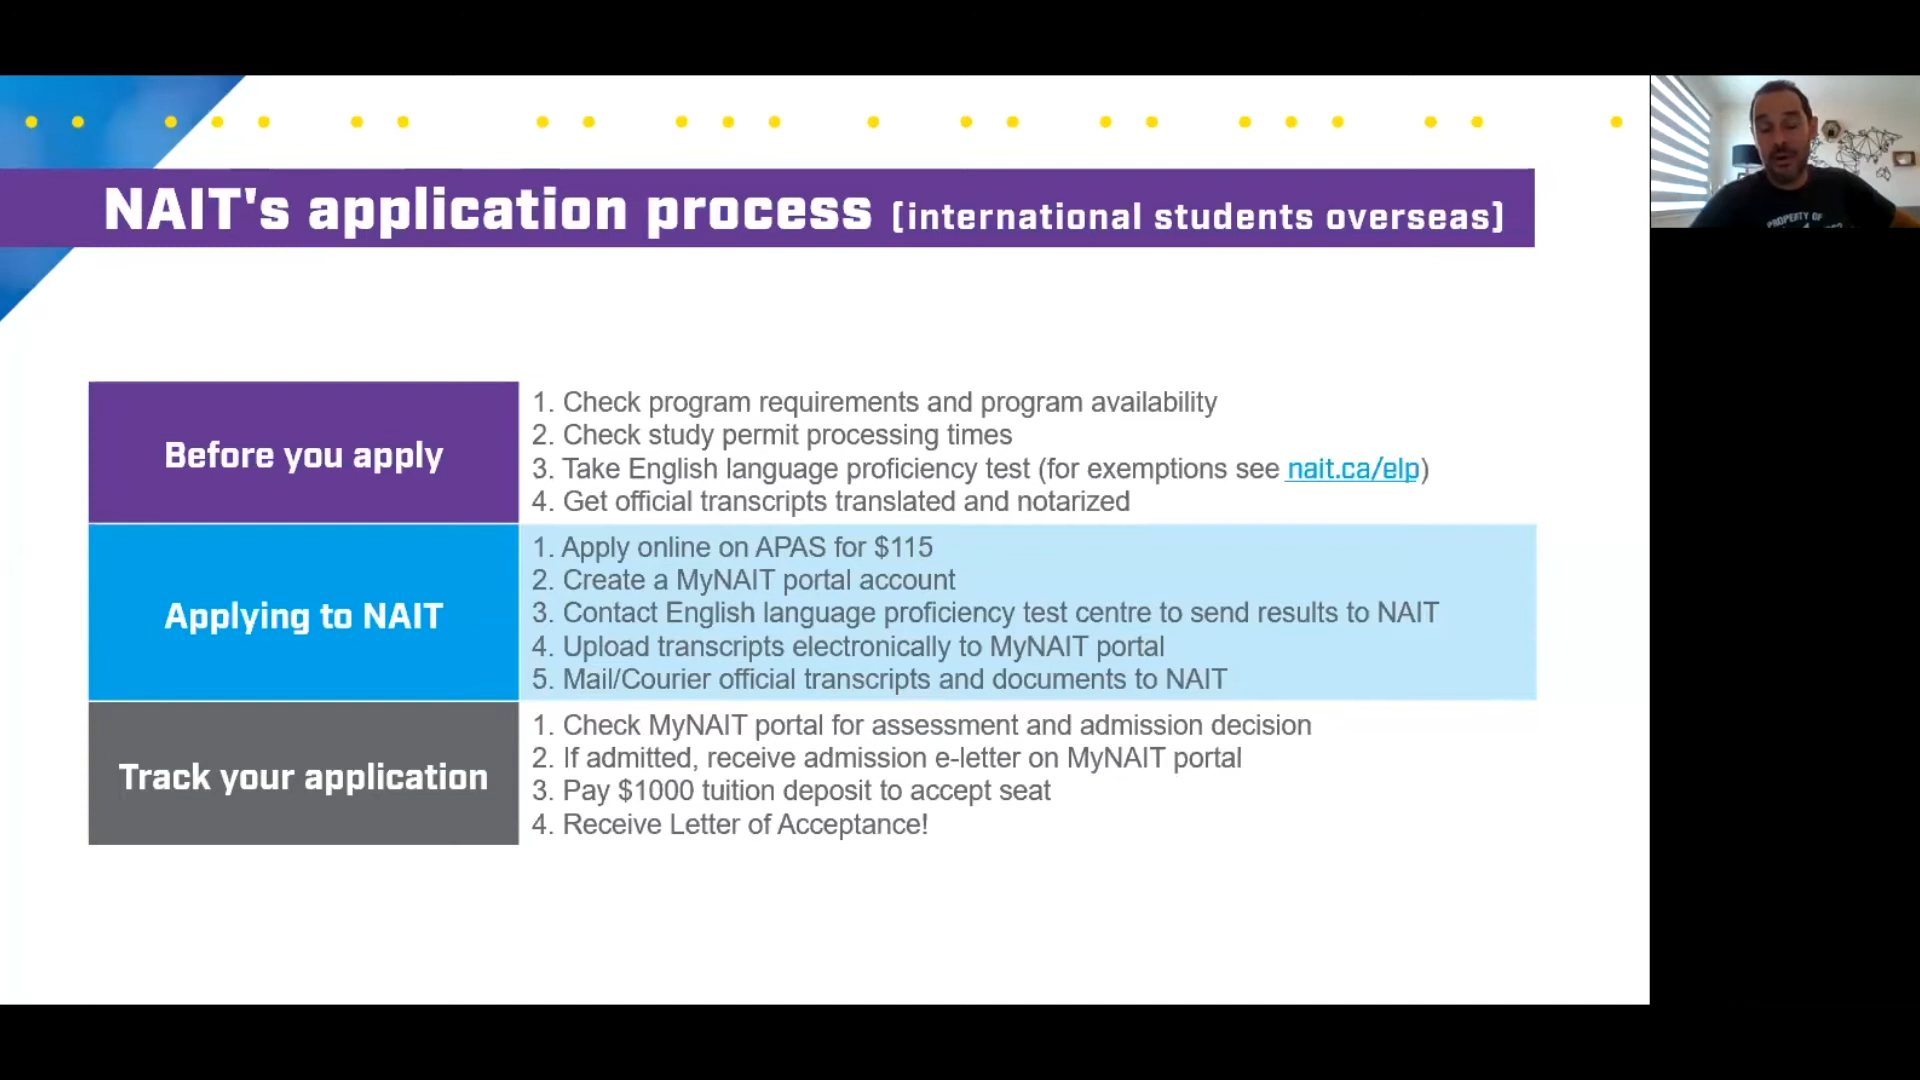 NAIT's application process [international students overseas]
Before you apply
1. Check program requirements and program availability
2. Check study permit processing times
3. Take English language proficiency test (for exemptions see nait.ca/elp)
4. Get official transcripts translated and notarized
Applying to NAIT
1. Apply online on APAS for $115
2. Create a MyNAIT portal account
3. Contact English language proficiency test centre to send results to NAIT
4. Upload transcripts electronically to MyNAIT portal
5. Mail/Courier official transcripts and documents to NAIT
Track your application
1. Check MyNAIT portal for assessment and admission decision
2. If admitted, receive admission e-letter on MyNAIT portal
3. Pay $1000 tuition deposit to accept seat
4. Receive Letter of Acceptance!
PROPERTY OF